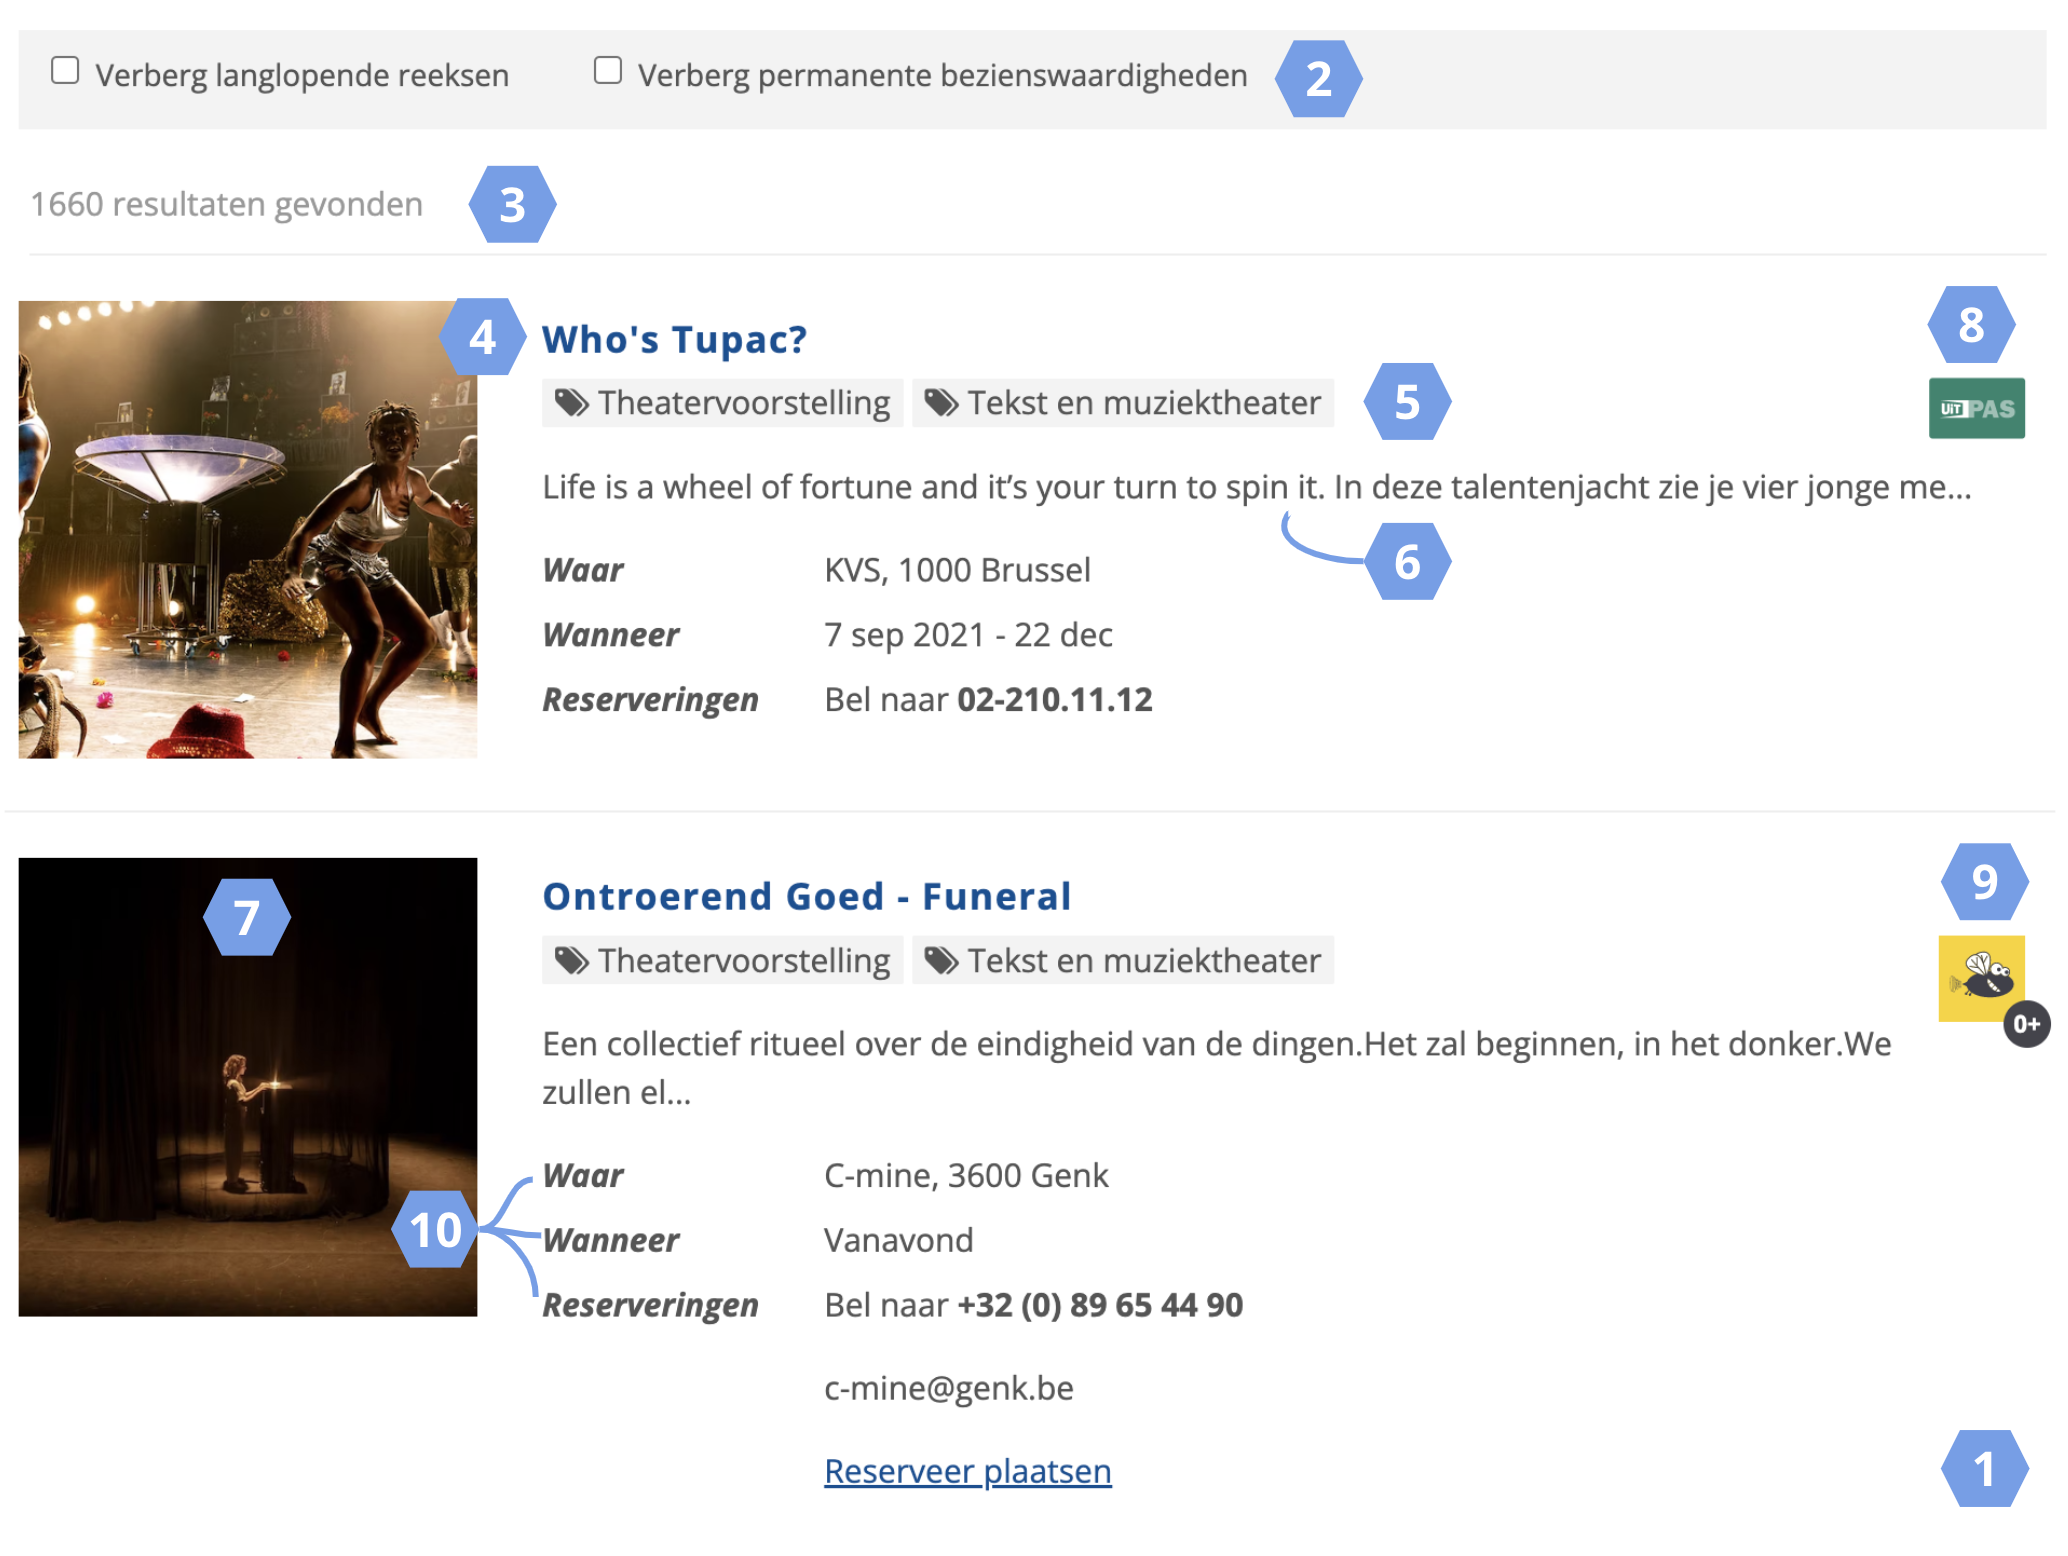 Verberg langlopende reeksen
Verberg permanente bezienswaardigheden
2
1660 resultaten gevonden
3
4
Who's Tupac?
8
Theatervoorstelling
Tekst en muziektheater
5
UiTPAS
Life is a wheel of fortune and it’s your turn to spin it. In deze talentenjacht zie je vier jonge me...
6
Waar KVS, 1000 Brussel
Wanneer 7 sep 2021 - 22 dec
Reserveringen Bel naar 02-210.11.12
7
Ontroerend Goed - Funeral
9
Theatervoorstelling
Tekst en muziektheater
0+
Een collectief ritueel over de eindigheid van de dingen.Het zal beginnen, in het donker.We
zullen el...
10
Waar C-mine, 3600 Genk
Wanneer Vanavond
Reserveringen Bel naar +32 (0) 89 65 44 90
c-mine@genk.be
Reserveer plaatsen
1